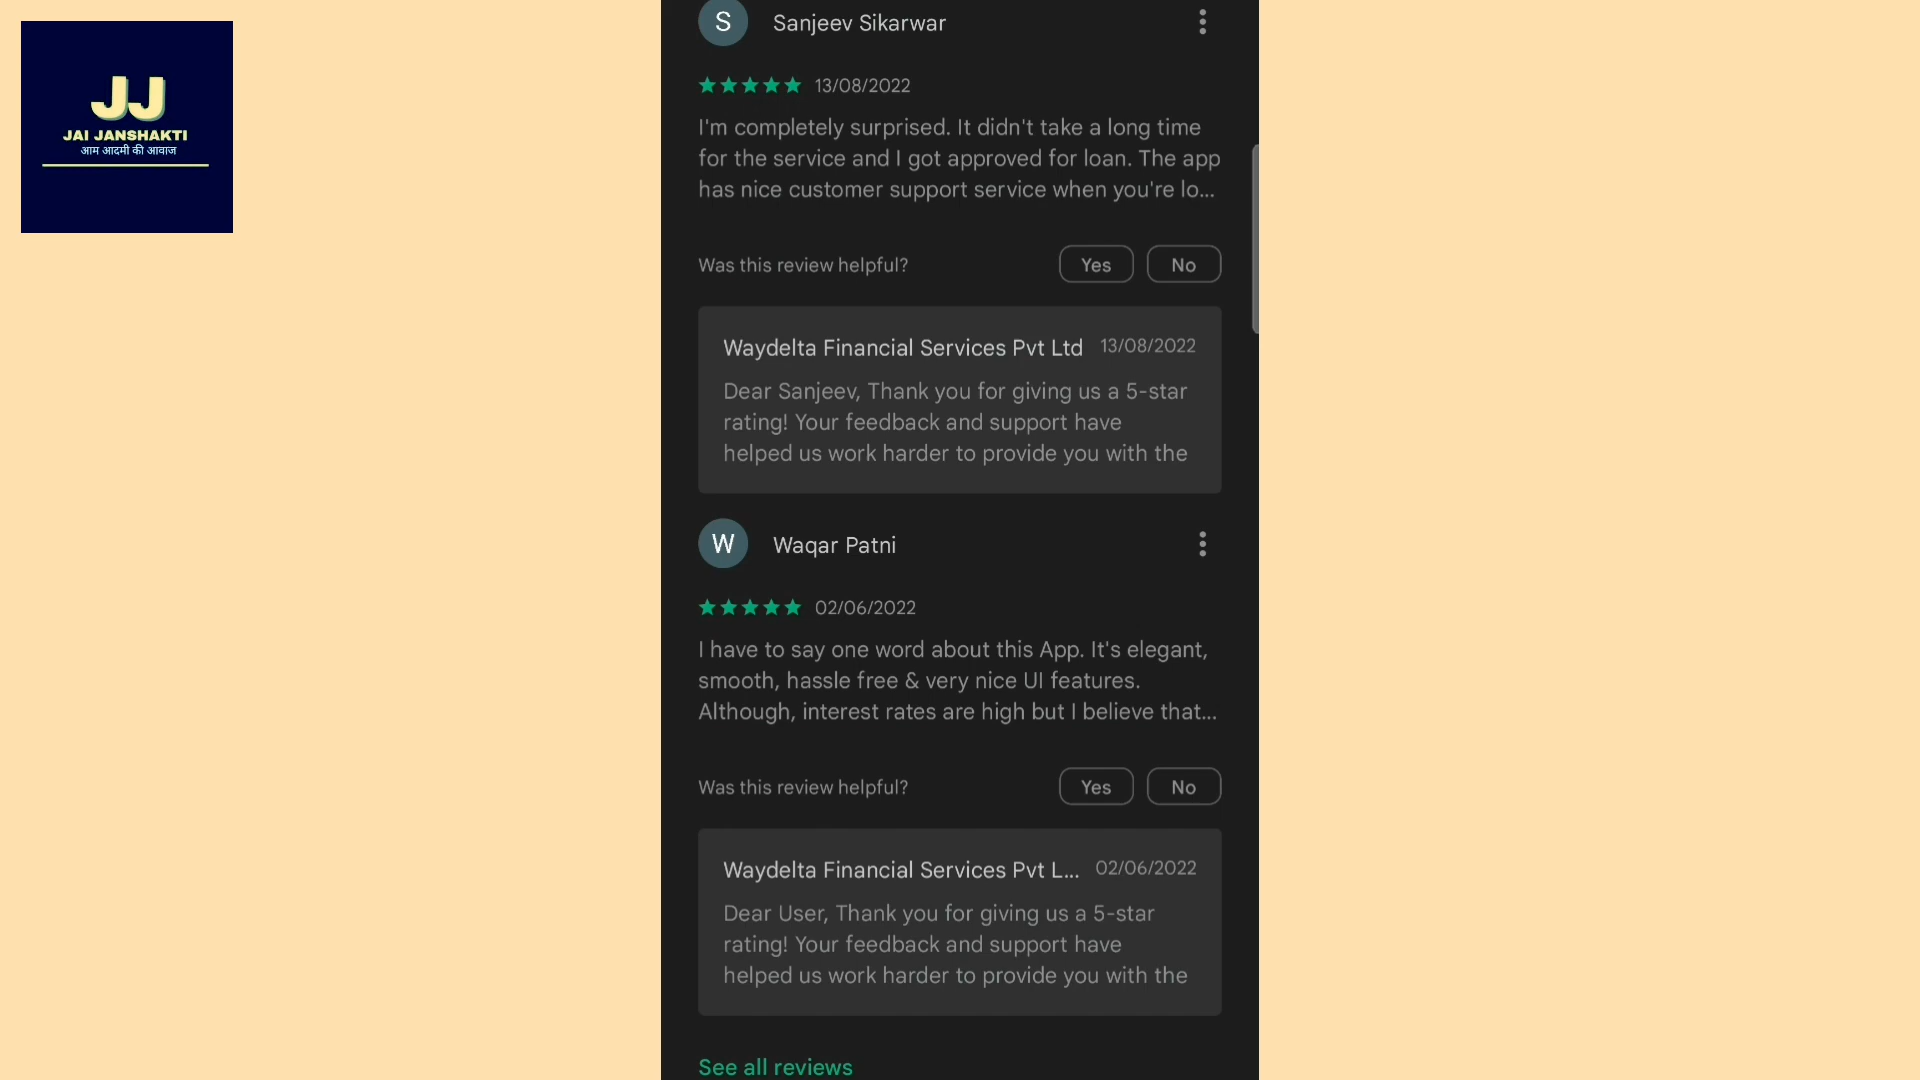 JJ
JAI JANSHAKTI
आम आदमी की आवाज
S
Sanjeev Sikarwar
13/08/2022
I'm completely surprised. It didn't take a long time
for the service and I got approved for loan. The app
has nice customer support service when you're lo...
Was this review helpful?
Yes
No
Waydelta Financial Services Pvt Ltd 13/08/2022
Dear Sanjeev, Thank you for giving us a 5-star
rating! Your feedback and support have
helped us work harder to provide you with the
W
Waqar Patni
02/06/2022
I have to say one word about this App. It's elegant,
smooth, hassle free & very nice UI features.
Although, interest rates are high but I believe that...
Was this review helpful?
Yes
No
Waydelta Financial Services Pvt L... 02/06/2022
Dear User, Thank you for giving us a 5-star
rating! Your feedback and support have
helped us work harder to provide you with the
See all reviews